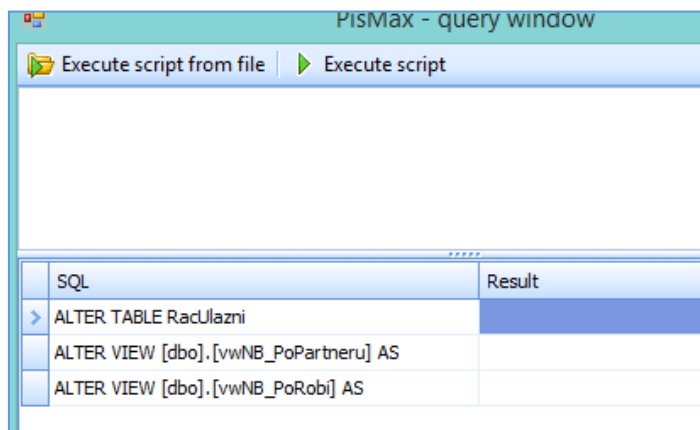 PisMax - query window
Execute script from file Execute script
SQL Result
ALTER TABLE RacUlazni
ALTER VIEW [dbo].[vwNB_PoPartneru] AS
ALTER VIEW [dbo].[vwNB_PoRobi] AS